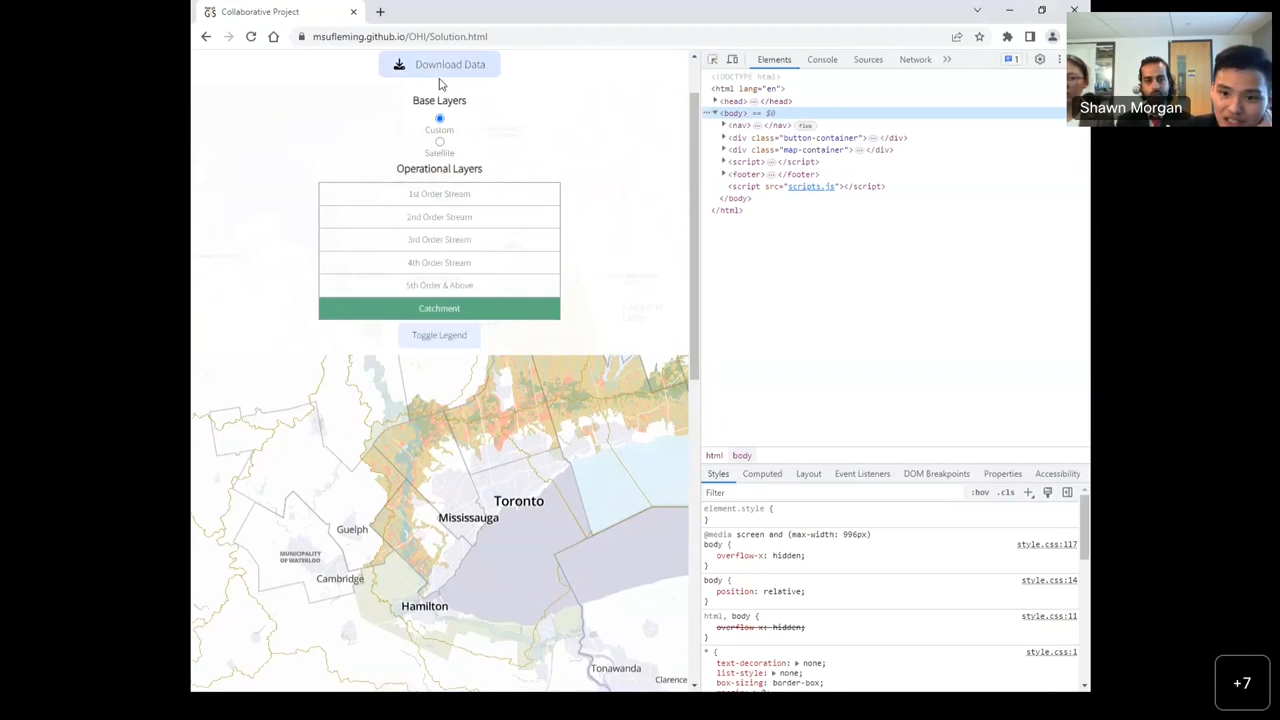 Collaborative Project
msufleming.github.io/OHI/Solution.html
Download Data
Base Layers
Custom
Satellite
Operational Layers
1st Order Stream
2nd Order Stream
3rd Order Stream
4th Order Stream
5th Order & Above
Catchment
Toggle Legend
Toronto
Mississauga
Guelph
MUNICIPALITY
OF WATERLOO
Cambridge
Hamilton
Tonawanda
Clarence
Elements Console Sources Network » 1
<!DOCTYPE html>
<html lang="en">
<head> … </head>
<body> == $0
<nav> … </nav> flex
<div class="button-container"> … </div>
<div class="map-container"> … </div>
<script> … </script>
<footer> … </footer>
<script src="scripts.js"></script>
</body>
</html>
html body
Styles Computed Layout Event Listeners DOM Breakpoints Properties Accessibility
Filter :hov .cls
element.style {
}
@media screen and (max-width: 996px)
body { style.css:117
overflow-x: hidden;
}
body { style.css:14
position: relative;
}
html, body { style.css:11
overflow-x: hidden;
}
* { style.css:1
text-decoration: none;
list-style: none;
box-sizing: border-box;
Shawn Morgan
+7